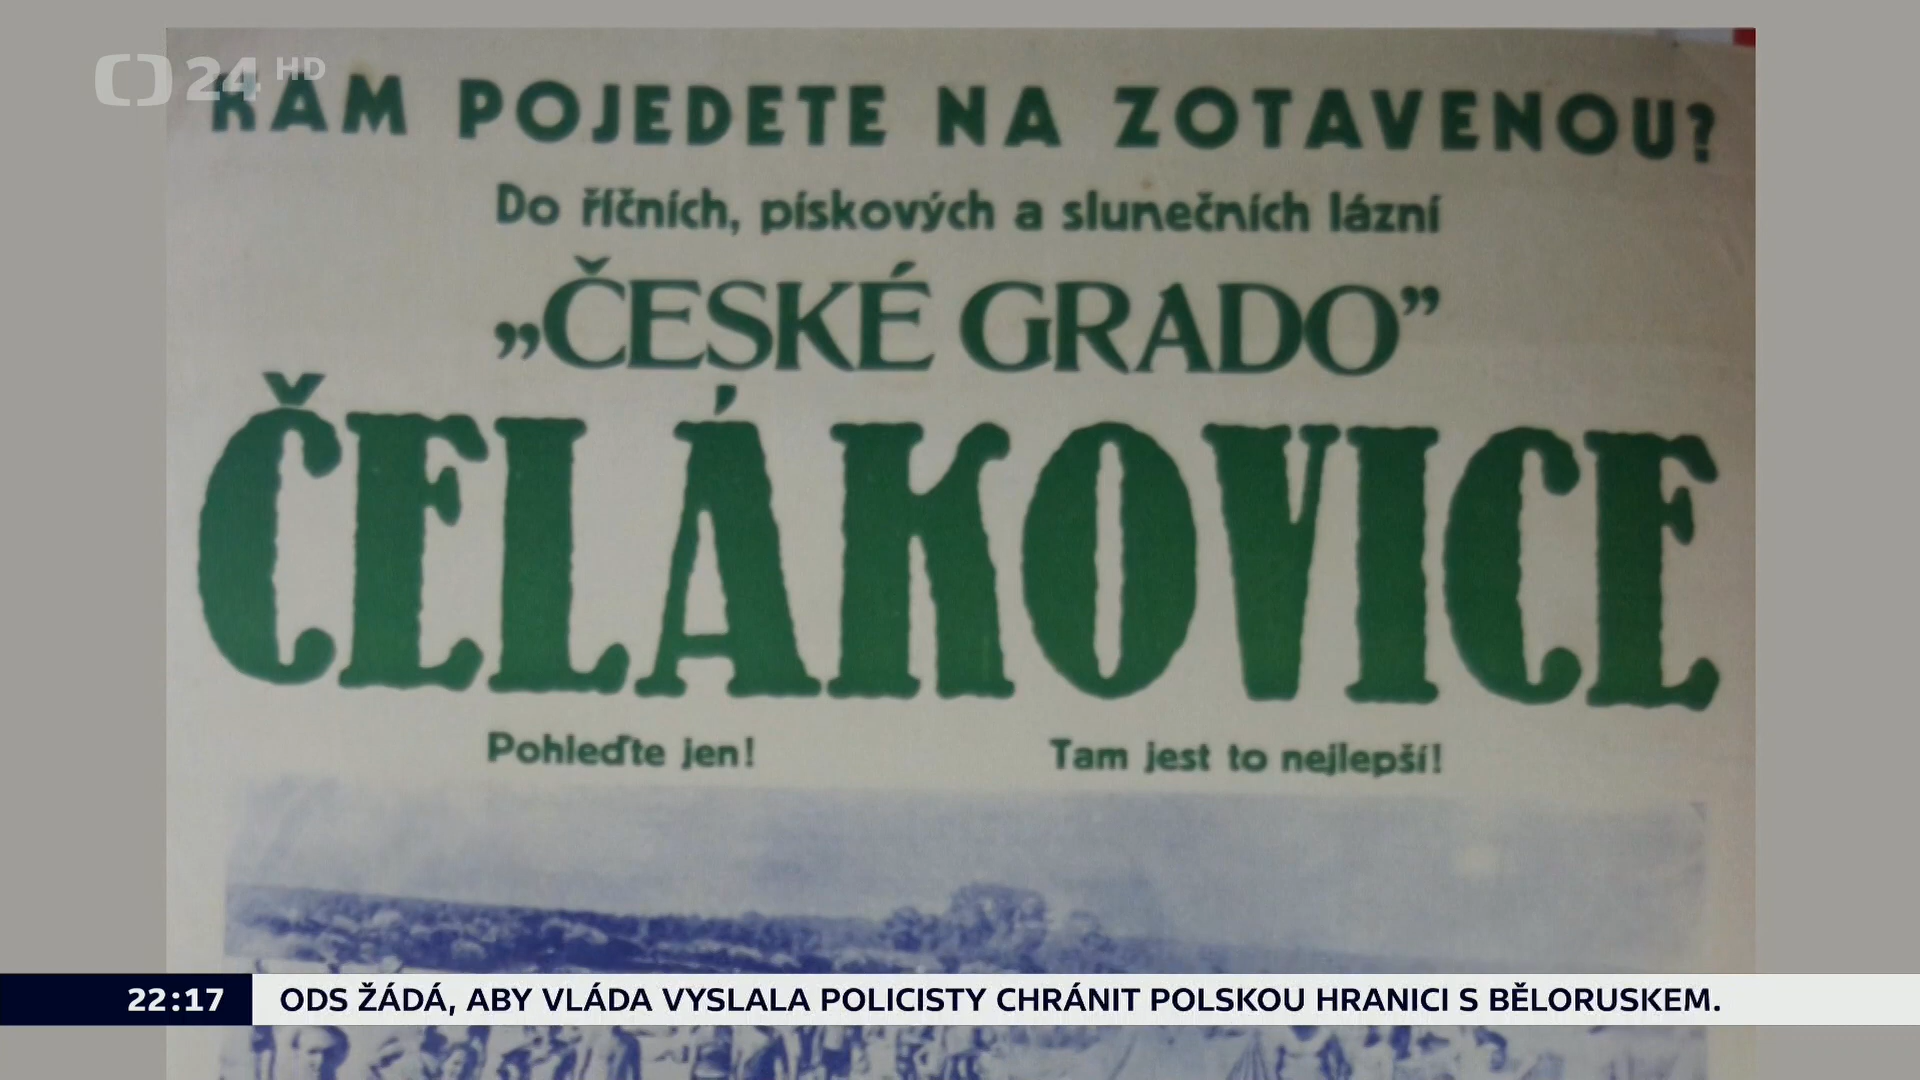 24 HD
KAM POJEDETE NA ZOTAVENOU?
Do říčních, pískových a slunečních lázní
„ČESKÉ GRADO”
ČELÁKOVICE
Pohleďte jen! Tam jest to nejlepší!
22:17 ODS ŽÁDÁ, ABY VLÁDA VYSLALA POLICISTY CHRÁNIT POLSKOU HRANICI S BĚLORUSKEM.